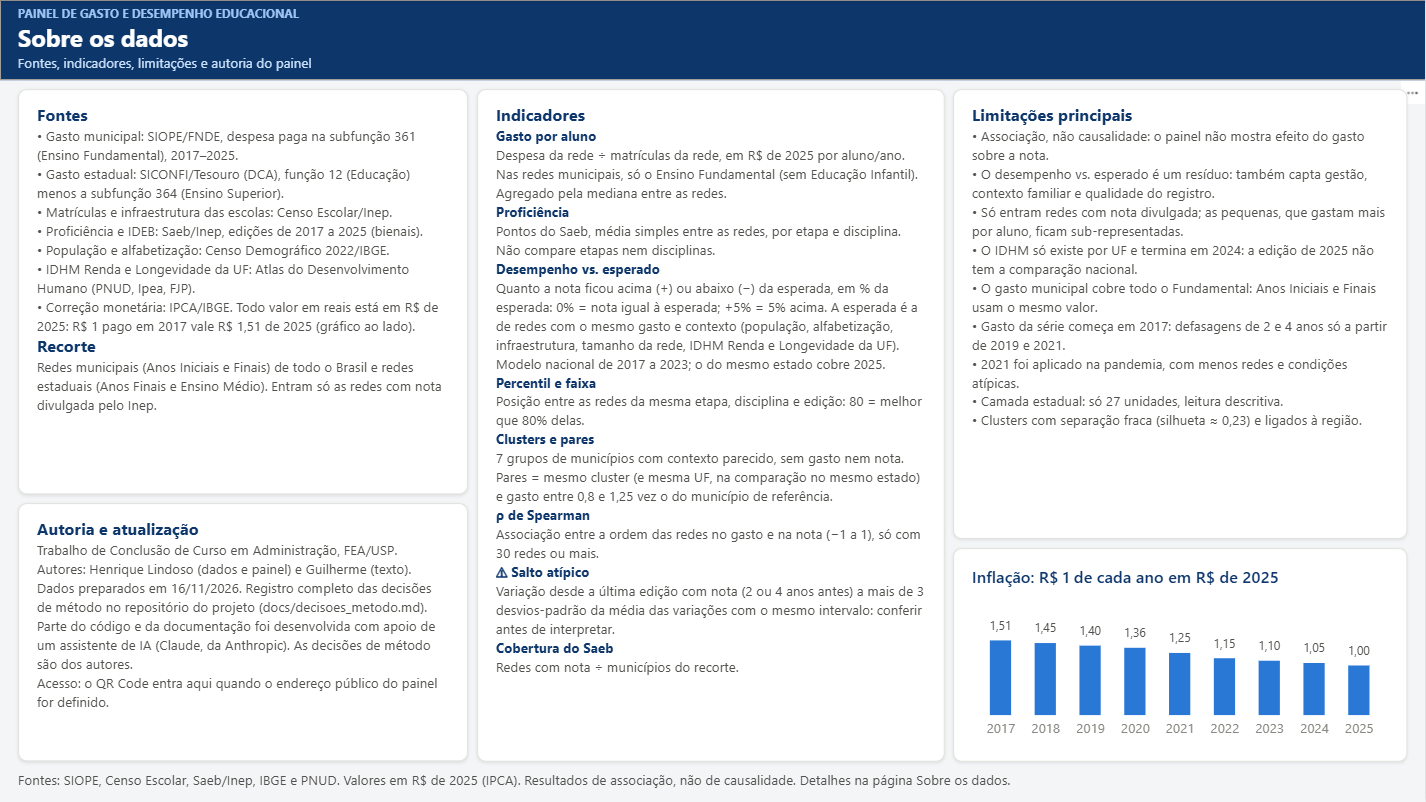 PAINEL DE GASTO E DESEMPENHO EDUCACIONAL
Sobre os dados
Fontes, indicadores, limitações e autoria do painel
Fontes
• Gasto municipal: SIOPE/FNDE, despesa paga na subfunção 361
(Ensino Fundamental), 2017–2025.
• Gasto estadual: SICONFI/Tesouro (DCA), função 12 (Educação)
menos a subfunção 364 (Ensino Superior).
• Matrículas e infraestrutura das escolas: Censo Escolar/Inep.
• Proficiência e IDEB: Saeb/Inep, edições de 2017 a 2025 (bienais).
• População e alfabetização: Censo Demográfico 2022/IBGE.
• IDHM Renda e Longevidade da UF: Atlas do Desenvolvimento
Humano (PNUD, Ipea, FJP).
• Correção monetária: IPCA/IBGE. Todo valor em reais está em R$ de
2025: R$ 1 pago em 2017 vale R$ 1,51 de 2025 (gráfico ao lado).
Recorte
Redes municipais (Anos Iniciais e Finais) de todo o Brasil e redes
estaduais (Anos Finais e Ensino Médio). Entram só as redes com nota
divulgada pelo Inep.
Autoria e atualização
Trabalho de Conclusão de Curso em Administração, FEA/USP.
Autores: Henrique Lindoso (dados e painel) e Guilherme (texto).
Dados preparados em 16/11/2026. Registro completo das decisões
de método no repositório do projeto (docs/decisoes_metodo.md).
Parte do código e da documentação foi desenvolvida com apoio de
um assistente de IA (Claude, da Anthropic). As decisões de método
são dos autores.
Acesso: o QR Code entra aqui quando o endereço público do painel
for definido.
Indicadores
Gasto por aluno
Despesa da rede ÷ matrículas da rede, em R$ de 2025 por aluno/ano.
Nas redes municipais, só o Ensino Fundamental (sem Educação Infantil).
Agregado pela mediana entre as redes.
Proficiência
Pontos do Saeb, média simples entre as redes, por etapa e disciplina.
Não compare etapas nem disciplinas.
Desempenho vs. esperado
Quanto a nota ficou acima (+) ou abaixo (−) da esperada, em % da
esperada: 0% = nota igual à esperada; +5% = 5% acima. A esperada é a
de redes com o mesmo gasto e contexto (população, alfabetização,
infraestrutura, tamanho da rede, IDHM Renda e Longevidade da UF).
Modelo nacional de 2017 a 2023; o do mesmo estado cobre 2025.
Percentil e faixa
Posição entre as redes da mesma etapa, disciplina e edição: 80 = melhor
que 80% delas.
Clusters e pares
7 grupos de municípios com contexto parecido, sem gasto nem nota.
Pares = mesmo cluster (e mesma UF, na comparação no mesmo estado)
e gasto entre 0,8 e 1,25 vez o do município de referência.
ρ de Spearman
Associação entre a ordem das redes no gasto e na nota (−1 a 1), só com
30 redes ou mais.
⚠ Salto atípico
Variação desde a última edição com nota (2 ou 4 anos antes) a mais de 3
desvios-padrão da média das variações com o mesmo intervalo: conferir
antes de interpretar.
Cobertura do Saeb
Redes com nota ÷ municípios do recorte.
Limitações principais
• Associação, não causalidade: o painel não mostra efeito do gasto
sobre a nota.
• O desempenho vs. esperado é um resíduo: também capta gestão,
contexto familiar e qualidade do registro.
• Só entram redes com nota divulgada; as pequenas, que gastam mais
por aluno, ficam sub-representadas.
• O IDHM só existe por UF e termina em 2024: a edição de 2025 não
tem a comparação nacional.
• O gasto municipal cobre todo o Fundamental: Anos Iniciais e Finais
usam o mesmo valor.
• Gasto da série começa em 2017: defasagens de 2 e 4 anos só a partir
de 2019 e 2021.
• 2021 foi aplicado na pandemia, com menos redes e condições
atípicas.
• Camada estadual: só 27 unidades, leitura descritiva.
• Clusters com separação fraca (silhueta ≈ 0,23) e ligados à região.
Inflação: R$ 1 de cada ano em R$ de 2025
1,51 1,45 1,40 1,36 1,25 1,15 1,10 1,05 1,00
2017 2018 2019 2020 2021 2022 2023 2024 2025
Fontes: SIOPE, Censo Escolar, Saeb/Inep, IBGE e PNUD. Valores em R$ de 2025 (IPCA). Resultados de associação, não de causalidade. Detalhes na página Sobre os dados.